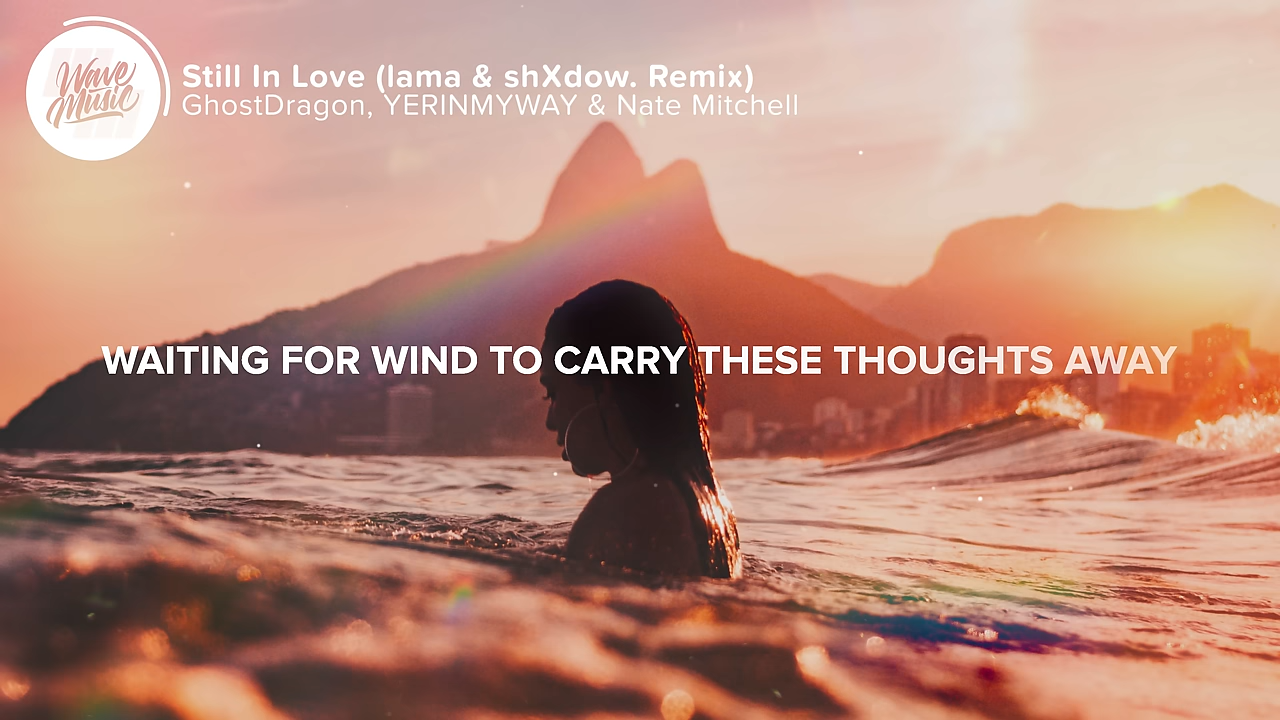 Wave
Music
Still In Love (lama & shXdow. Remix)
GhostDragon, YERINMYWAY & Nate Mitchell
WAITING FOR WIND TO CARRY THESE THOUGHTS AWAY